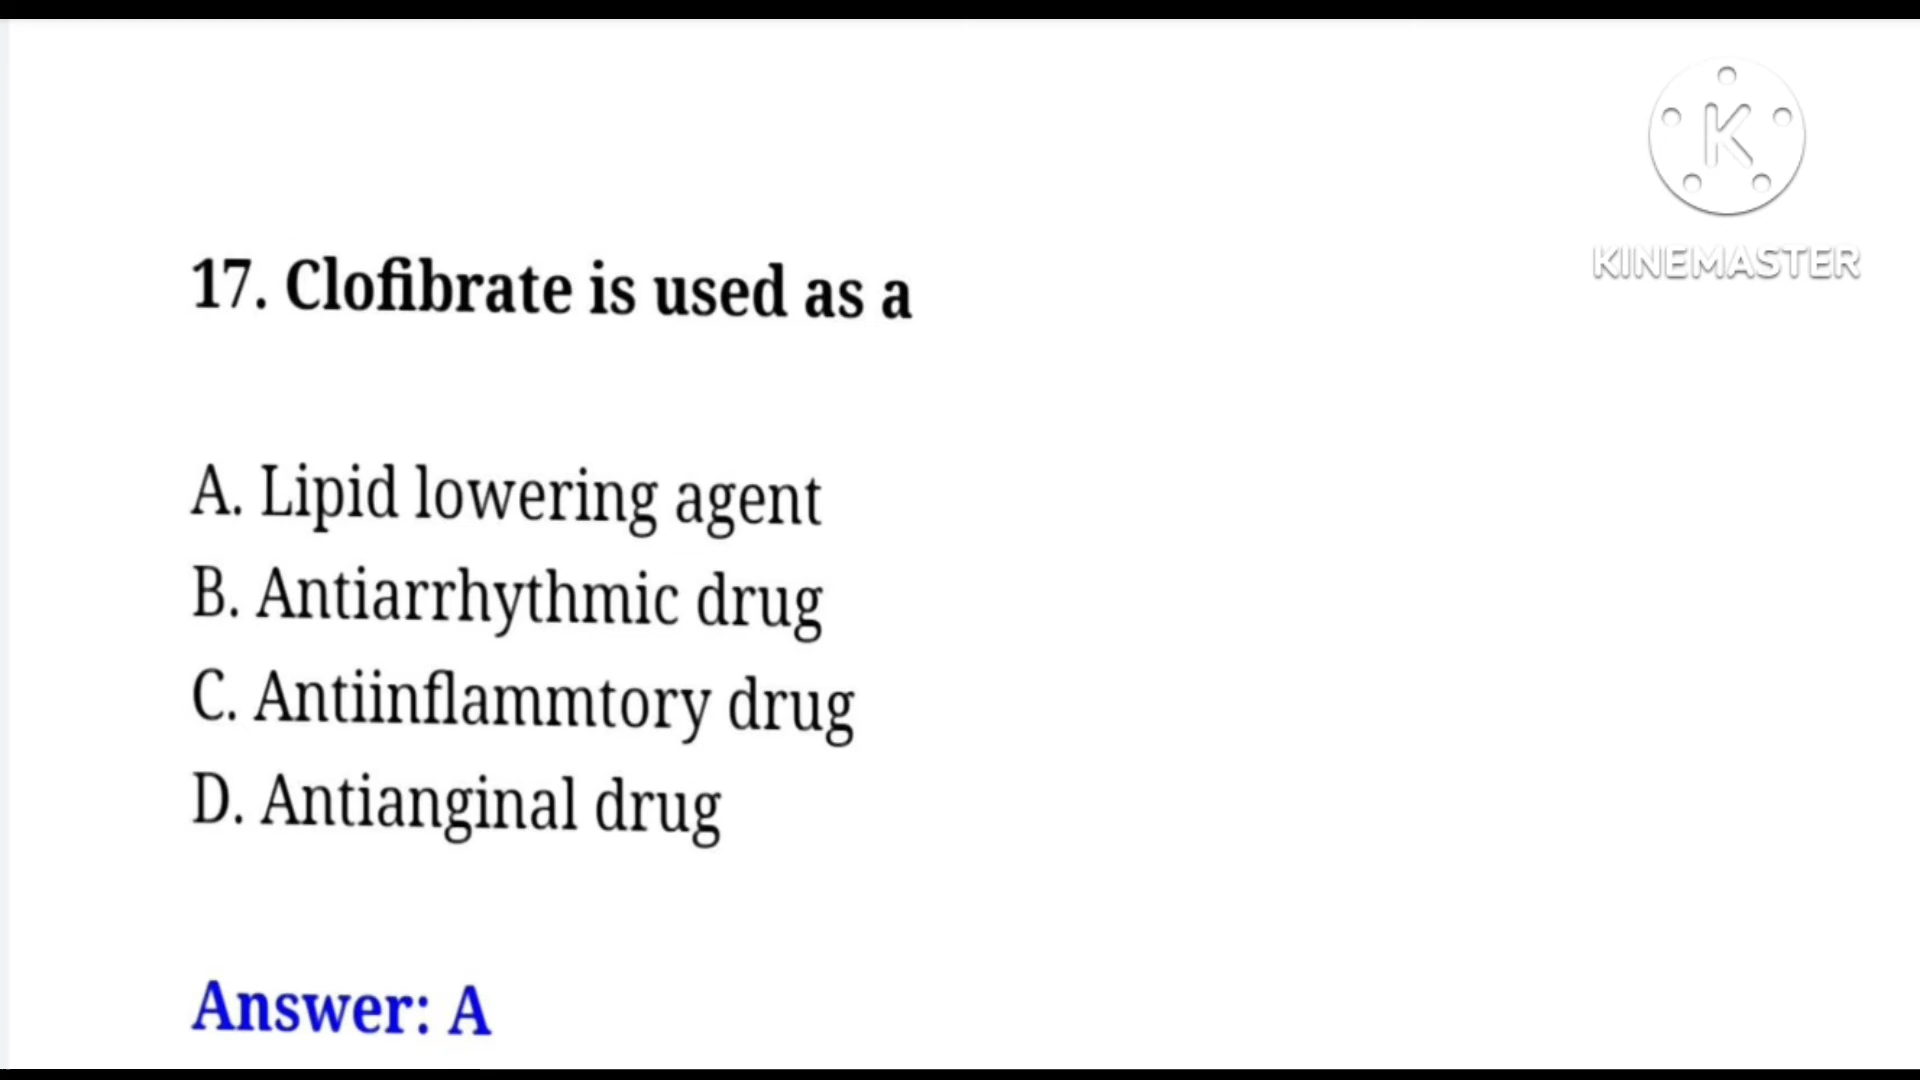 K
KINEMASTER
17. Clofibrate is used as a
A. Lipid lowering agent
B. Antiarrhythmic drug
C. Antiinflammtory drug
D. Antianginal drug
Answer: A